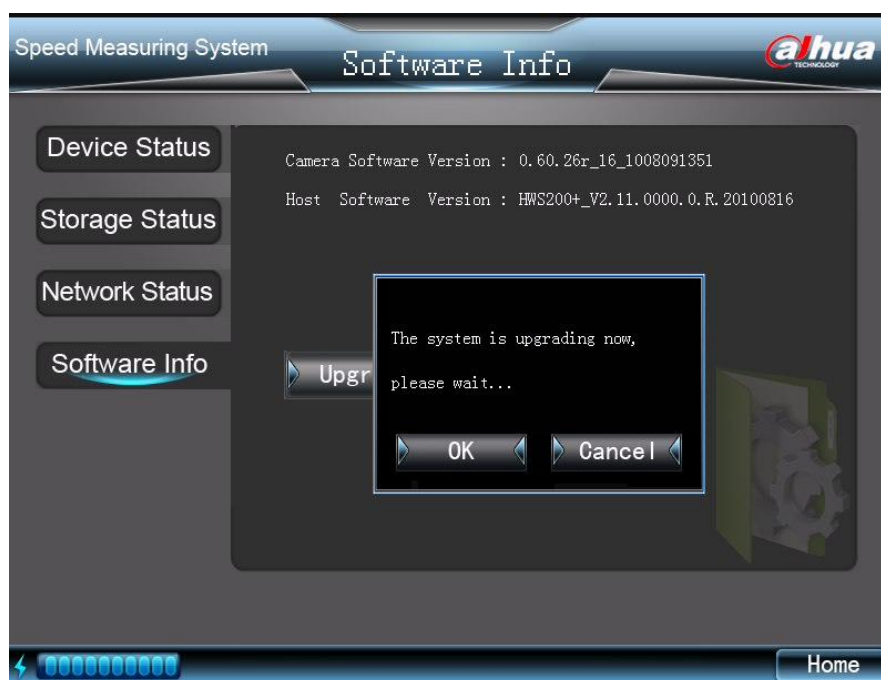 Speed Measuring System
Software Info
alhua
TECHNOLOGY
Device Status
Storage Status
Network Status
Software Info
Camera Software Version : 0.60.26r_16_1008091351
Host Software Version : HWS200+_V2.11.0000.0.R.20100816
Upgr
The system is upgrading now,
please wait...
OK
Cancel
Home